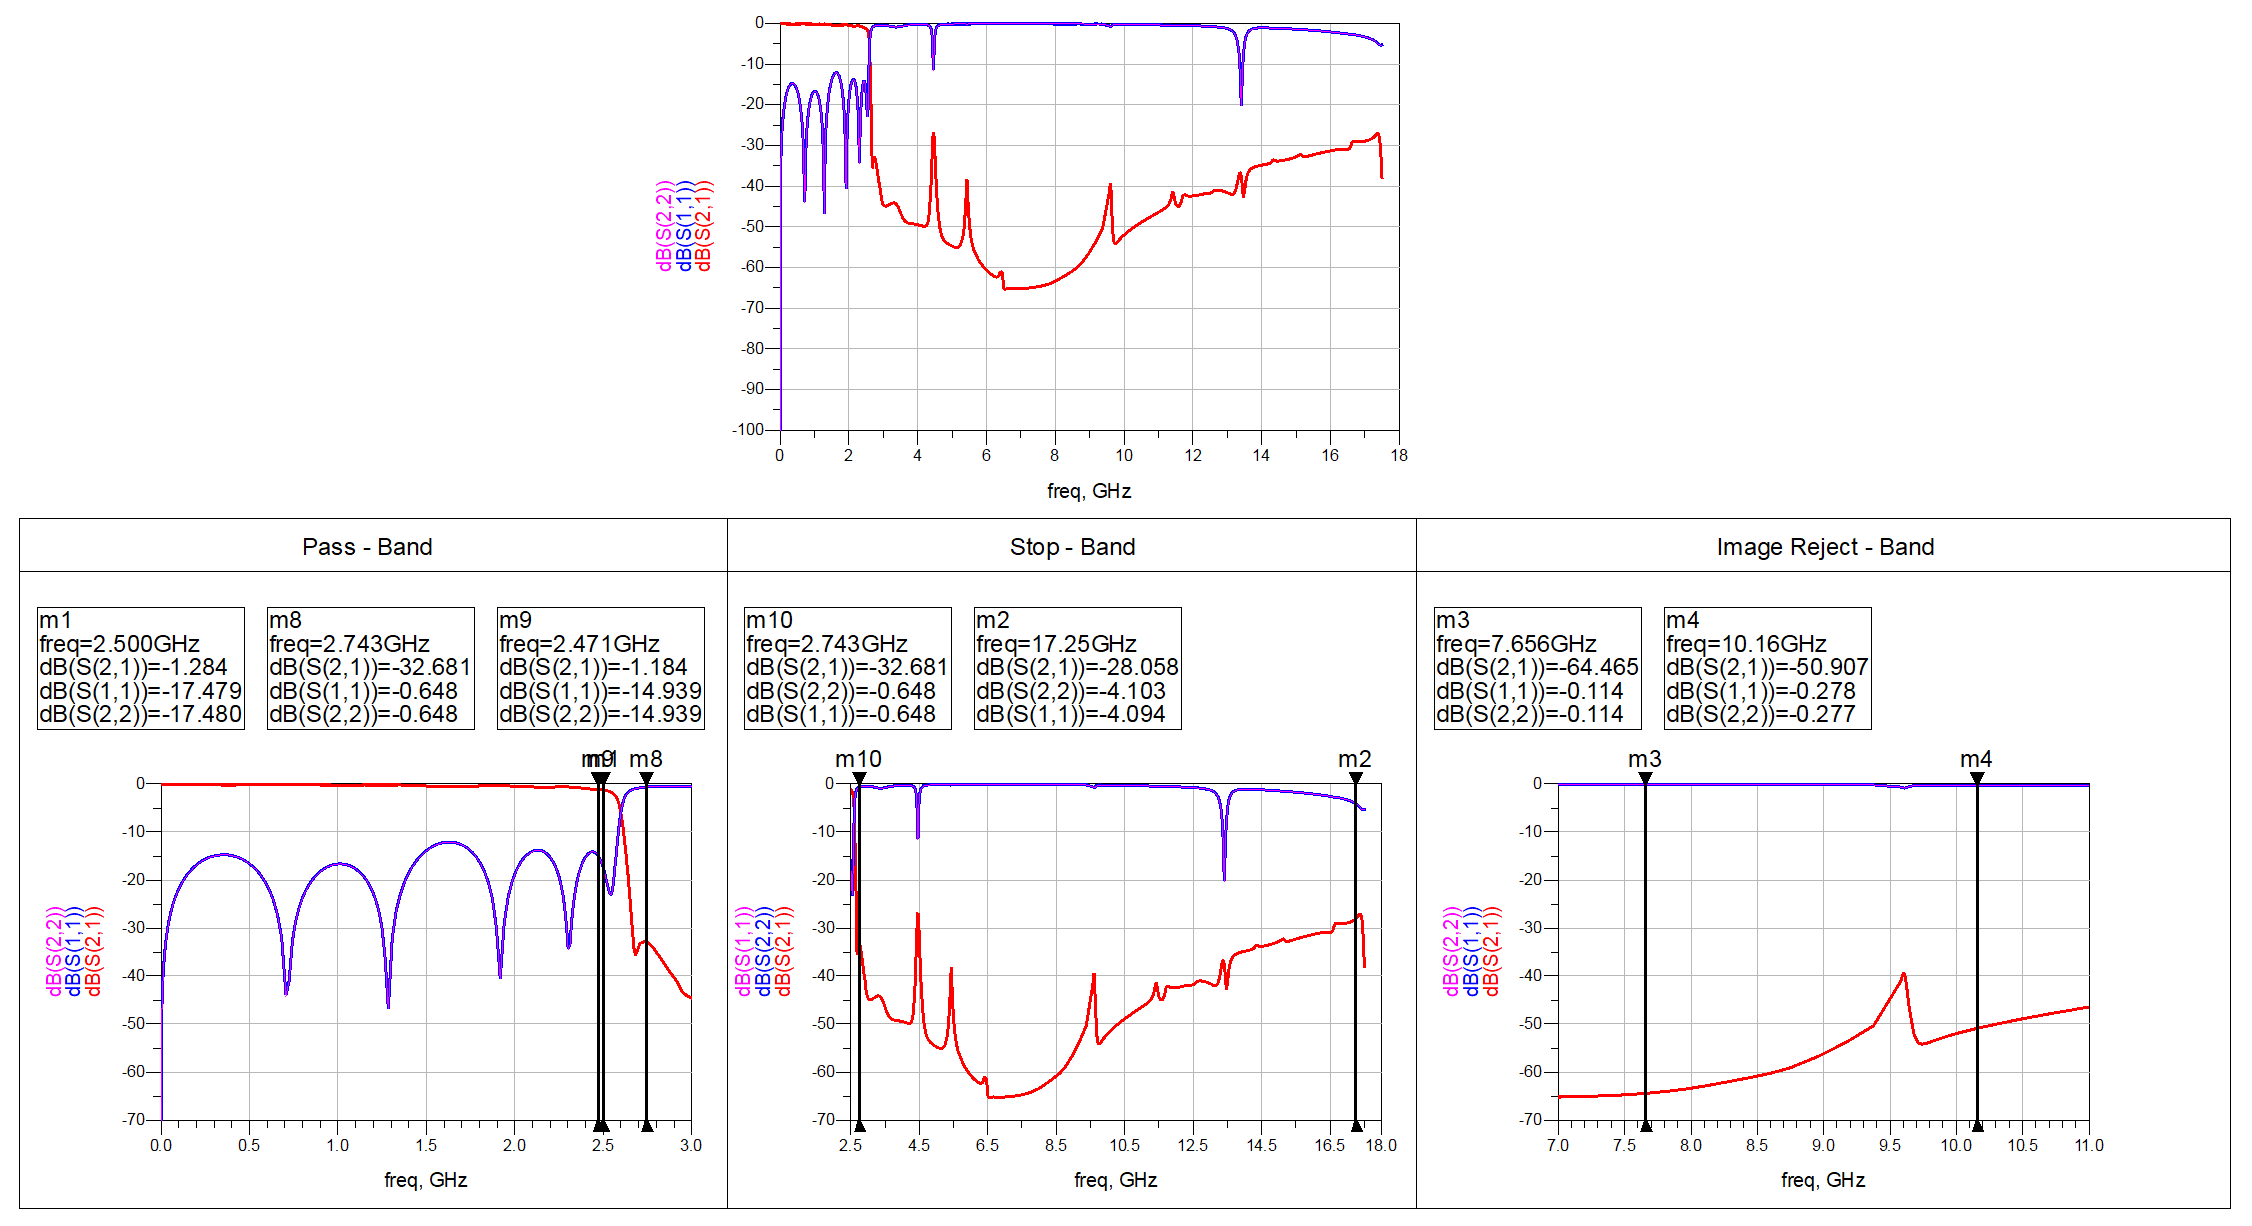 0
-10
-20
-30
-40
-50
-60
-70
-80
-90
-100
dB(S(2,2))
dB(S(1,1))
dB(S(2,1))
0 2 4 6 8 10 12 14 16 18
freq, GHz
Pass - Band
Stop - Band
Image Reject - Band
m1
freq=2.500GHz
dB(S(2,1))=-1.284
dB(S(1,1))=-17.479
dB(S(2,2))=-17.480
m8
freq=2.743GHz
dB(S(2,1))=-32.681
dB(S(1,1))=-0.648
dB(S(2,2))=-0.648
m9
freq=2.471GHz
dB(S(2,1))=-1.184
dB(S(1,1))=-14.939
dB(S(2,2))=-14.939
m10
freq=2.743GHz
dB(S(2,1))=-32.681
dB(S(2,2))=-0.648
dB(S(1,1))=-0.648
m2
freq=17.25GHz
dB(S(2,1))=-28.058
dB(S(2,2))=-4.103
dB(S(1,1))=-4.094
m3
freq=7.656GHz
dB(S(2,1))=-64.465
dB(S(1,1))=-0.114
dB(S(2,2))=-0.114
m4
freq=10.16GHz
dB(S(2,1))=-50.907
dB(S(1,1))=-0.278
dB(S(2,2))=-0.277
m9 m1 m8
0
-10
-20
-30
-40
-50
-60
-70
dB(S(2,2))
dB(S(1,1))
dB(S(2,1))
0.0 0.5 1.0 1.5 2.0 2.5 3.0
freq, GHz
m10 m2
0
-10
-20
-30
-40
-50
-60
-70
dB(S(1,1))
dB(S(2,2))
dB(S(2,1))
2.5 4.5 6.5 8.5 10.5 12.5 14.5 16.5 18.0
freq, GHz
m3 m4
0
-10
-20
-30
-40
-50
-60
-70
dB(S(2,2))
dB(S(1,1))
dB(S(2,1))
7.0 7.5 8.0 8.5 9.0 9.5 10.0 10.5 11.0
freq, GHz